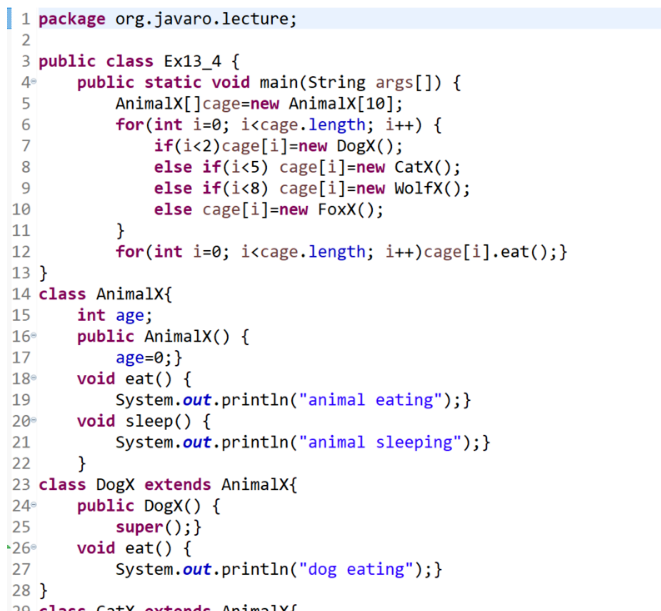 1 package org.javaro.lecture;
2
3 public class Ex13_4 {
4 public static void main(String args[]) {
5 AnimalX[]cage=new AnimalX[10];
6 for(int i=0; i<cage.length; i++) {
7 if(i<2)cage[i]=new DogX();
8 else if(i<5) cage[i]=new CatX();
9 else if(i<8) cage[i]=new WolfX();
10 else cage[i]=new FoxX();
11 }
12 for(int i=0; i<cage.length; i++)cage[i].eat();}
13 }
14 class AnimalX{
15 int age;
16 public AnimalX() {
17 age=0;}
18 void eat() {
19 System.out.println("animal eating");}
20 void sleep() {
21 System.out.println("animal sleeping");}
22 }
23 class DogX extends AnimalX{
24 public DogX() {
25 super();}
26 void eat() {
27 System.out.println("dog eating");}
28 }
29 class CatX extends AnimalX{